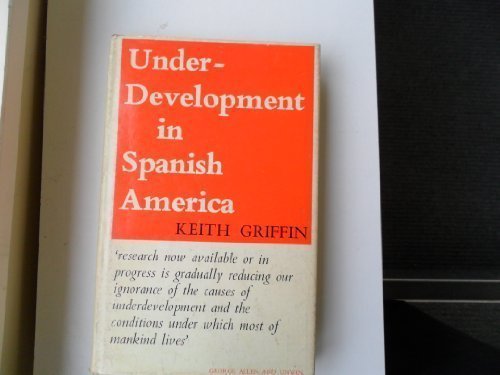 Under-
Development
in
Spanish
America
KEITH GRIFFIN
'research now available or in
progress is gradually reducing our
ignorance of the causes of
underdevelopment and the
conditions under which most of
mankind lives'
GEORGE ALLEN AND UNWIN